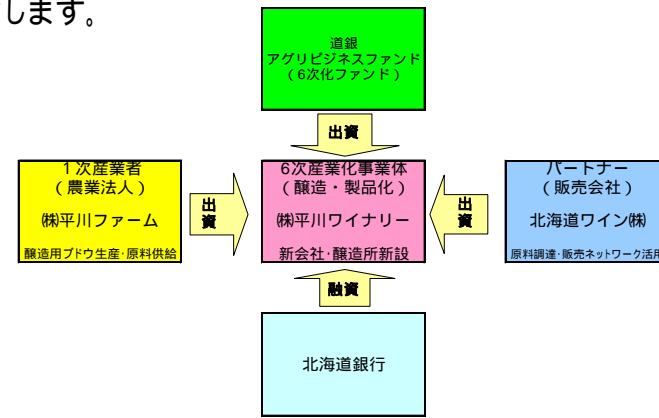 します。
道銀
アグリビジネスファンド
（6次化ファンド）
出資
1次産業者
（農業法人）
㈱平川ファーム
醸造用ブドウ生産・原料供給
出
資
6次産業化事業体
（醸造・製品化）
㈱平川ワイナリー
新会社・醸造所新設
出
資
パートナー
（販売会社）
北海道ワイン㈱
原料調達・販売ネットワーク活用
融資
北海道銀行